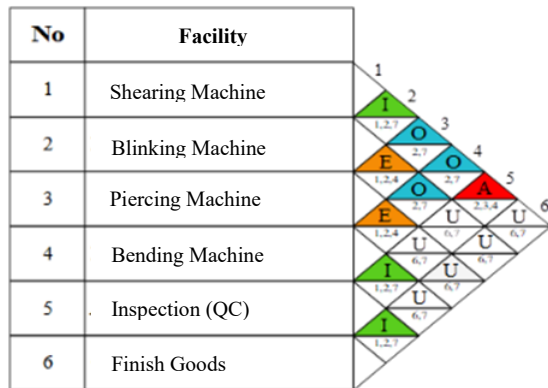 No Facility
1 Shearing Machine
2 Blinking Machine
3 Piercing Machine
4 Bending Machine
5 Inspection (QC)
6 Finish Goods
1
2
3
4
5
6
I
1,2,7
O
2,7
E O
1,2,4 2,7
O A
2,7 2,3,4
E U U
1,2,4 6,7 6,7
U U
6,7 6,7
I U
1,2,7 6,7
U
6,7
I
1,2,7